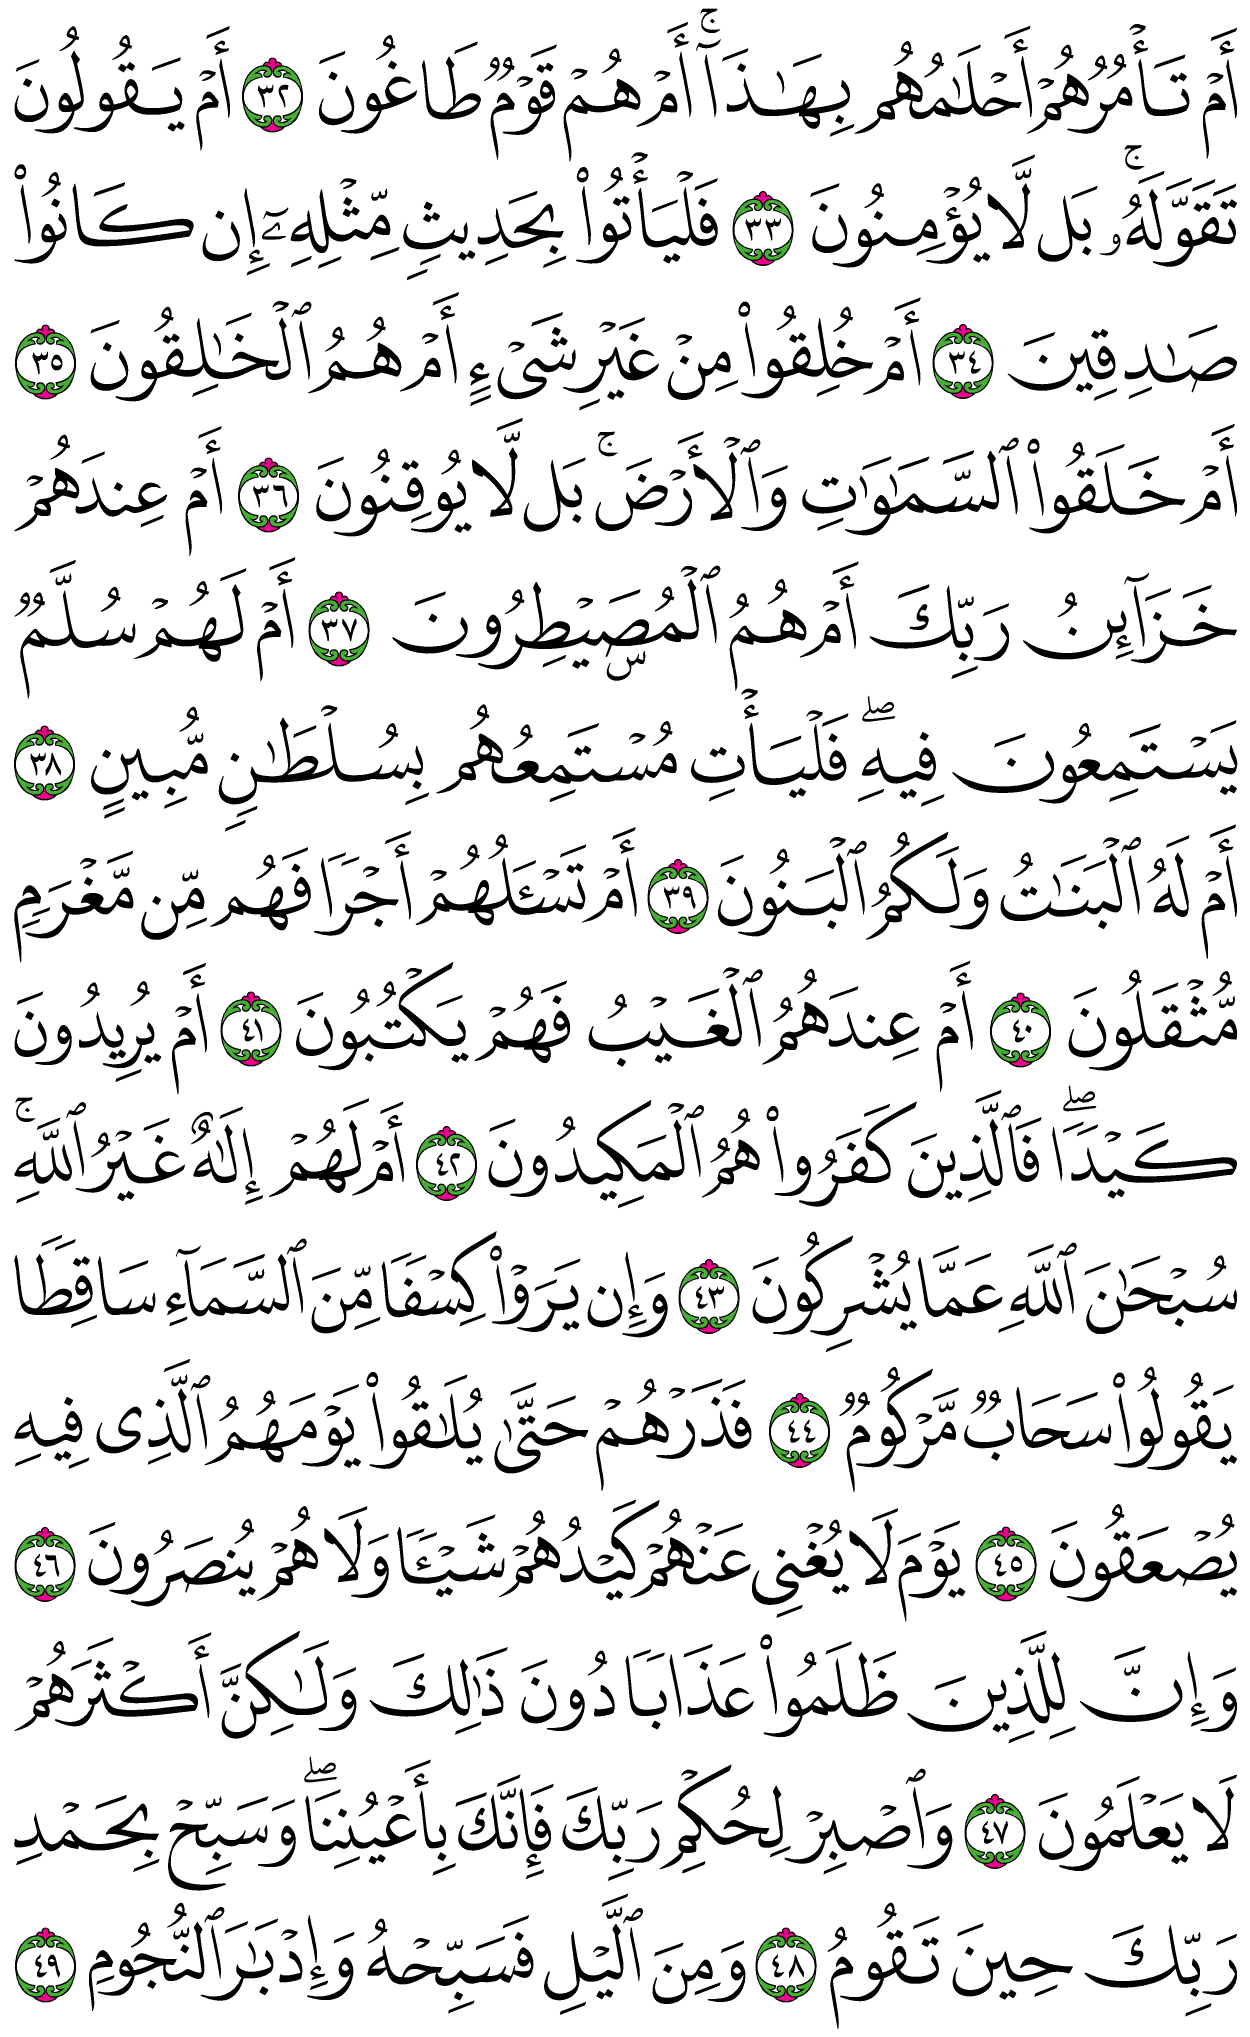 أَمْ تَأْمُرُهُمْ أَحْلَٰمُهُم بِهَٰذَآ ۚ أَمْ هُمْ قَوْمٌ طَاغُونَ ٣٢ أَمْ يَقُولُونَ
تَقَوَّلَهُۥ ۚ بَل لَّا يُؤْمِنُونَ ٣٣ فَلْيَأْتُوا۟ بِحَدِيثٍ مِّثْلِهِۦٓ إِن كَانُوا۟
صَٰدِقِينَ ٣٤ أَمْ خُلِقُوا۟ مِنْ غَيْرِ شَىْءٍ أَمْ هُمُ ٱلْخَٰلِقُونَ ٣٥
أَمْ خَلَقُوا۟ ٱلسَّمَٰوَٰتِ وَٱلْأَرْضَ ۚ بَل لَّا يُوقِنُونَ ٣٦ أَمْ عِندَهُمْ
خَزَآئِنُ رَبِّكَ أَمْ هُمُ ٱلْمُصَۣيْطِرُونَ ٣٧ أَمْ لَهُمْ سُلَّمٌ
يَسْتَمِعُونَ فِيهِ ۖ فَلْيَأْتِ مُسْتَمِعُهُم بِسُلْطَٰنٍ مُّبِينٍ ٣٨
أَمْ لَهُ ٱلْبَنَٰتُ وَلَكُمُ ٱلْبَنُونَ ٣٩ أَمْ تَسْـَٔلُهُمْ أَجْرًا فَهُم مِّن مَّغْرَمٍ
مُّثْقَلُونَ ٤٠ أَمْ عِندَهُمُ ٱلْغَيْبُ فَهُمْ يَكْتُبُونَ ٤١ أَمْ يُرِيدُونَ
كَيْدًا ۖ فَٱلَّذِينَ كَفَرُوا۟ هُمُ ٱلْمَكِيدُونَ ٤٢ أَمْ لَهُمْ إِلَٰهٌ غَيْرُ ٱللَّهِ ۚ
سُبْحَٰنَ ٱللَّهِ عَمَّا يُشْرِكُونَ ٤٣ وَإِن يَرَوْا۟ كِسْفًا مِّنَ ٱلسَّمَآءِ سَاقِطًا
يَقُولُوا۟ سَحَابٌ مَّرْكُومٌ ٤٤ فَذَرْهُمْ حَتَّىٰ يُلَٰقُوا۟ يَوْمَهُمُ ٱلَّذِى فِيهِ
يُصْعَقُونَ ٤٥ يَوْمَ لَا يُغْنِى عَنْهُمْ كَيْدُهُمْ شَيْـًٔا وَلَا هُمْ يُنصَرُونَ ٤٦
وَإِنَّ لِلَّذِينَ ظَلَمُوا۟ عَذَابًا دُونَ ذَٰلِكَ وَلَٰكِنَّ أَكْثَرَهُمْ
لَا يَعْلَمُونَ ٤٧ وَٱصْبِرْ لِحُكْمِ رَبِّكَ فَإِنَّكَ بِأَعْيُنِنَا ۖ وَسَبِّحْ بِحَمْدِ
رَبِّكَ حِينَ تَقُومُ ٤٨ وَمِنَ ٱلَّيْلِ فَسَبِّحْهُ وَإِدْبَٰرَ ٱلنُّجُومِ ٤٩